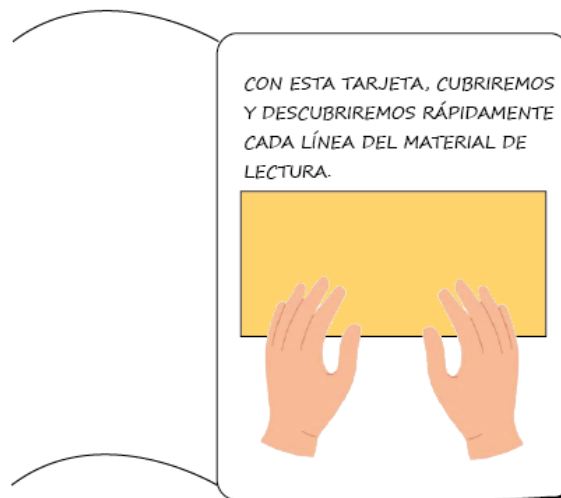 CON ESTA TARJETA, CUBRIREMOS
Y DESCUBRIREMOS RÁPIDAMENTE
CADA LÍNEA DEL MATERIAL DE
LECTURA.